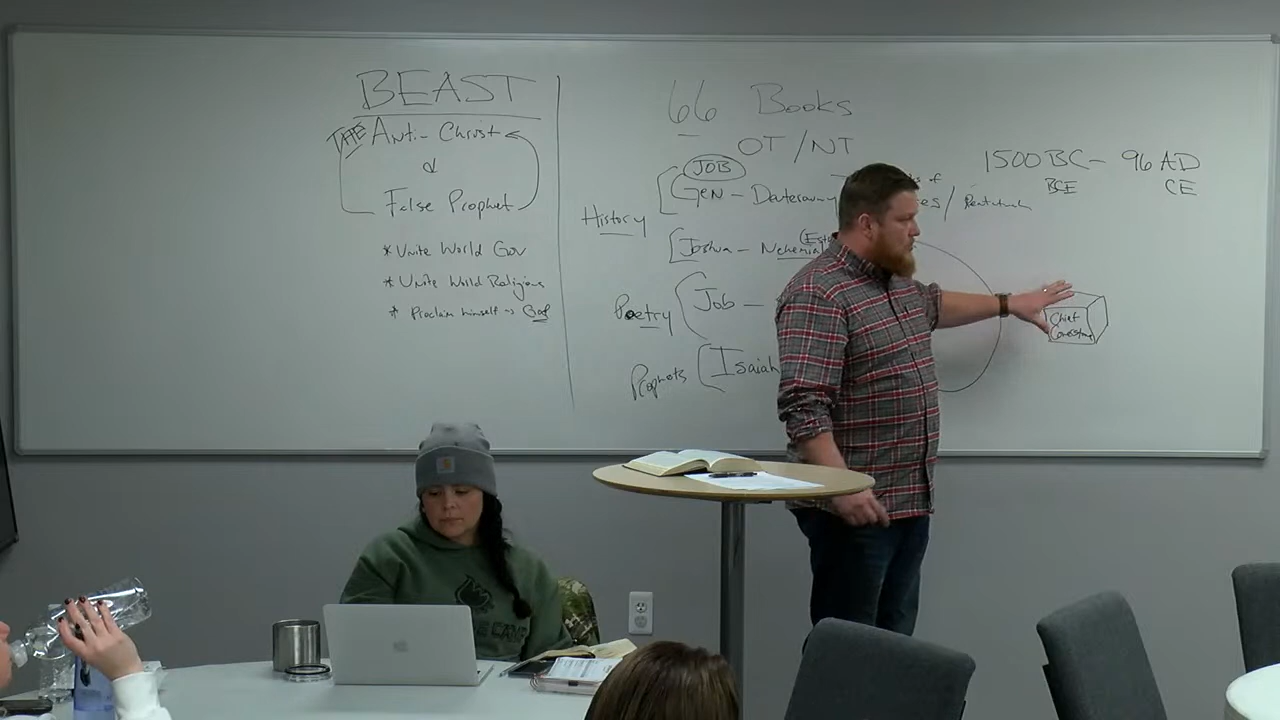 BEAST
THE Anti-Christ
&
False Prophet
* Unite World Gov
* Unite World Religions
* Proclaim himself as God
66 Books
OT / NT
1500 BC - 96 AD
BCE CE
JOB
Gen - Deuteronomy
/ Pentateuch
History
Joshua - Nehemiah
Poetry
Job -
Prophets
Isaiah
Chief